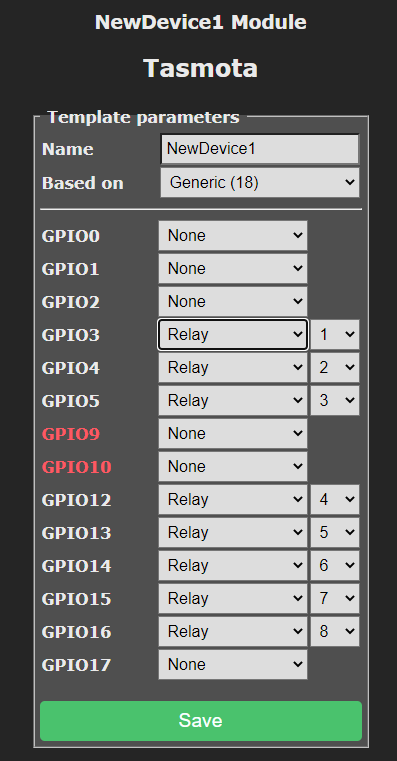 NewDevice1 Module
Tasmota
Template parameters
Name NewDevice1
Based on Generic (18)
GPIO0 None
GPIO1 None
GPIO2 None
GPIO3 Relay 1
GPIO4 Relay 2
GPIO5 Relay 3
GPIO9 None
GPIO10 None
GPIO12 Relay 4
GPIO13 Relay 5
GPIO14 Relay 6
GPIO15 Relay 7
GPIO16 Relay 8
GPIO17 None
Save